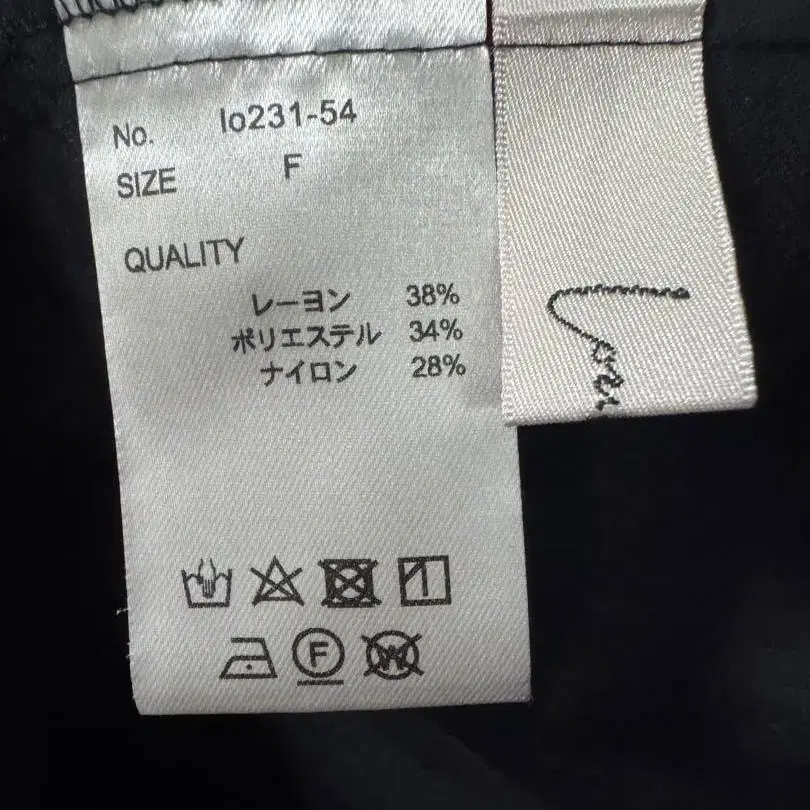 No. lo231-54
SIZE F
QUALITY
レーヨン 38%
ポリエステル 34%
ナイロン 28%
F
W